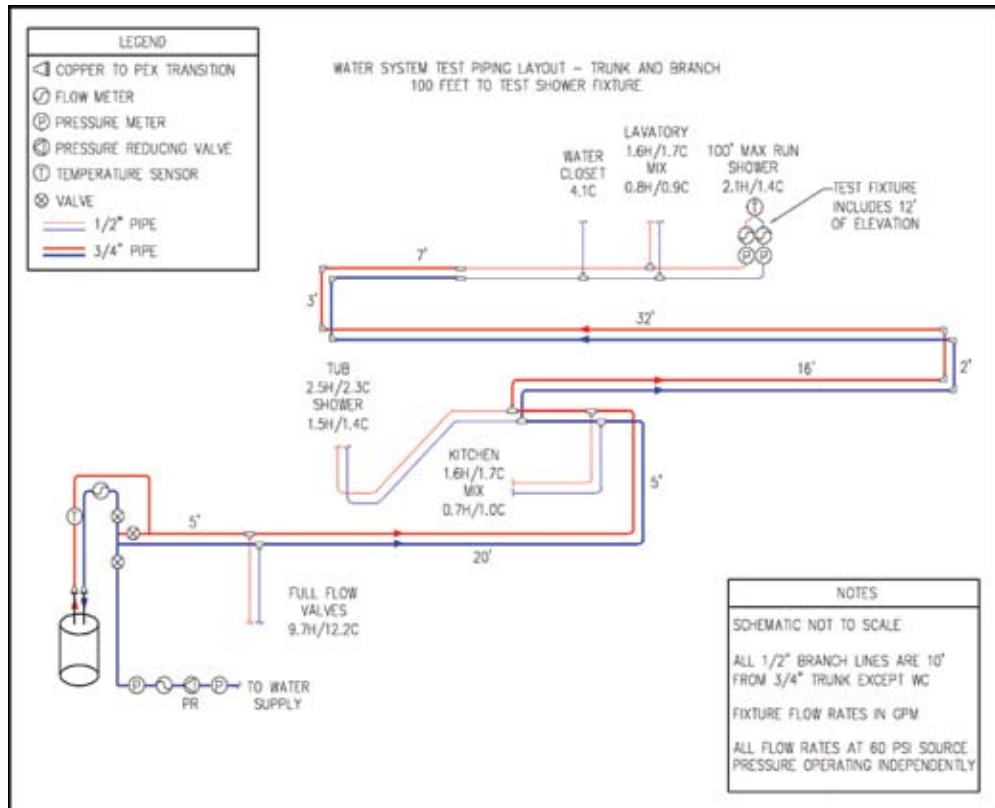 LEGEND
COPPER TO PEX TRANSITION
FLOW METER
P PRESSURE METER
PRESSURE REDUCING VALVE
T TEMPERATURE SENSOR
VALVE
1/2" PIPE
3/4" PIPE
WATER SYSTEM TEST PIPING LAYOUT – TRUNK AND BRANCH
100 FEET TO TEST SHOWER FIXTURE
WATER
CLOSET
4.1C
LAVATORY
1.6H/1.7C
MIX
0.8H/0.9C
100' MAX RUN
SHOWER
2.1H/1.4C
T
P P
TEST FIXTURE
INCLUDES 12'
OF ELEVATION
7'
3'
32'
2'
16'
TUB
2.5H/2.3C
SHOWER
1.5H/1.4C
KITCHEN
1.6H/1.7C
MIX
0.7H/1.0C
5'
T
5'
20'
FULL FLOW
VALVES
9.7H/12.2C
P P
PR
TO WATER
SUPPLY
NOTES
SCHEMATIC NOT TO SCALE
ALL 1/2" BRANCH LINES ARE 10'
FROM 3/4" TRUNK EXCEPT WC
FIXTURE FLOW RATES IN GPM
ALL FLOW RATES AT 60 PSI SOURCE
PRESSURE OPERATING INDEPENDENTLY